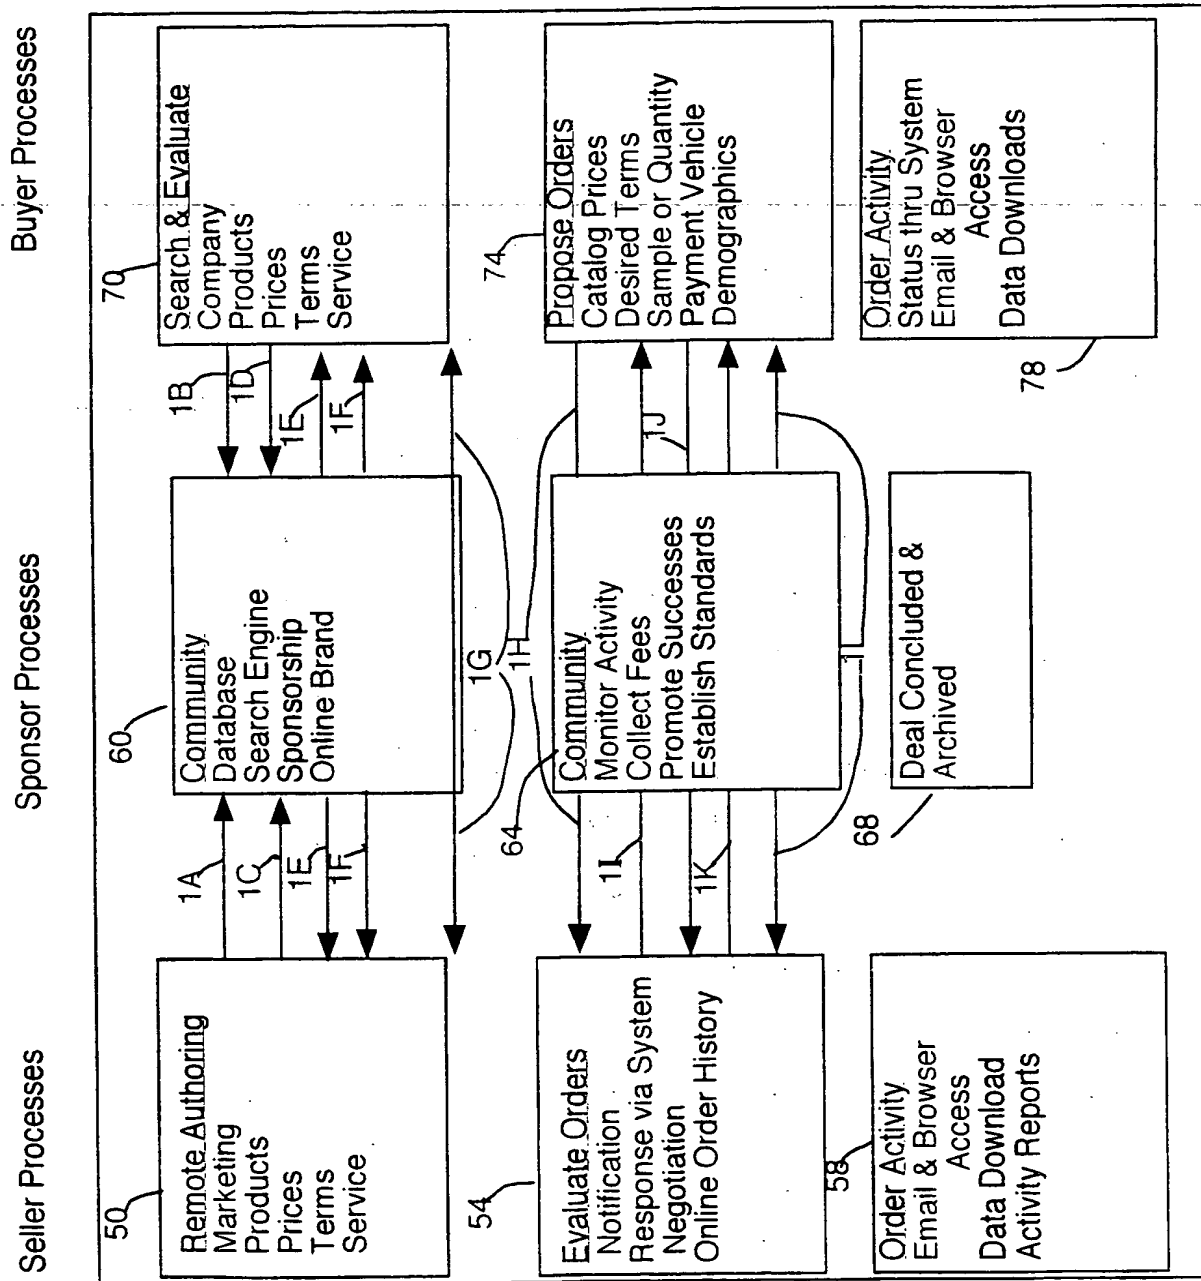 Seller Processes
Sponsor Processes
Buyer Processes
50
Remote Authoring
Marketing
Products
Prices
Terms
Service
1A
1C
1E
1F
60
Community
Database
Search Engine
Sponsorship
Online Brand
1B
1D
1E
1F
70
Search & Evaluate
Company
Products
Prices
Terms
Service
1G
1H
54
Evaluate Orders
Notification
Response via System
Negotiation
Online Order History
1I
1K
64
Community
Monitor Activity
Collect Fees
Promote Successes
Establish Standards
1J
1L
74
Propose Orders
Catalog Prices
Desired Terms
Sample or Quantity
Payment Vehicle
Demographics
58
Order Activity
Email & Browser
Access
Data Download
Activity Reports
68
Deal Concluded &
Archived
78
Order Activity
Status thru System
Email & Browser
Access
Data Downloads